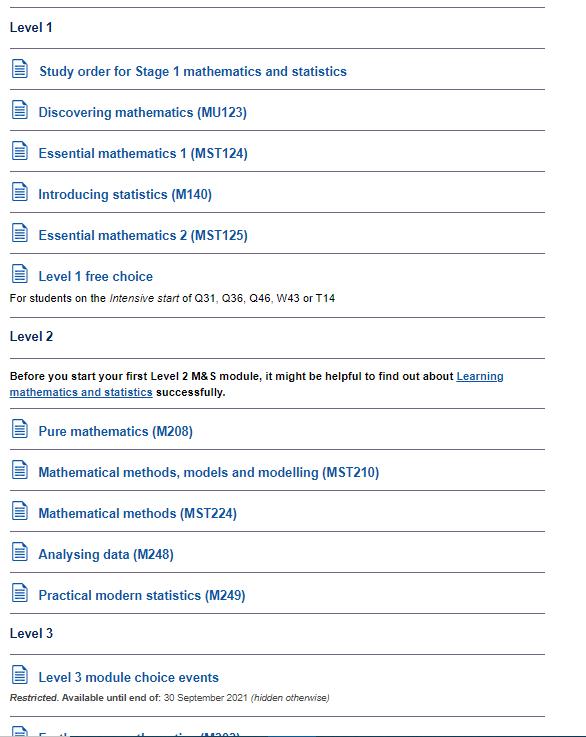 Level 1
Study order for Stage 1 mathematics and statistics
Discovering mathematics (MU123)
Essential mathematics 1 (MST124)
Introducing statistics (M140)
Essential mathematics 2 (MST125)
Level 1 free choice
For students on the Intensive start of Q31, Q36, Q46, W43 or T14
Level 2
Before you start your first Level 2 M&S module, it might be helpful to find out about Learning
mathematics and statistics successfully.
Pure mathematics (M208)
Mathematical methods, models and modelling (MST210)
Mathematical methods (MST224)
Analysing data (M248)
Practical modern statistics (M249)
Level 3
Level 3 module choice events
Restricted. Available until end of: 30 September 2021 (hidden otherwise)